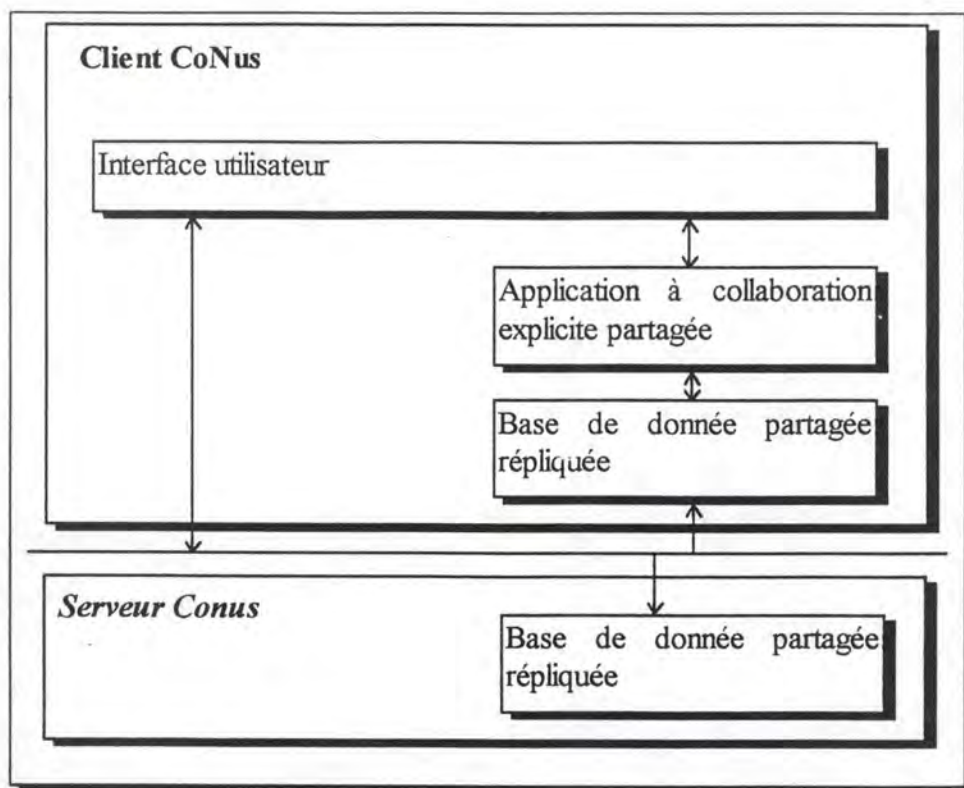 Client CoNus
Interface utilisateur
Application à collaboration
explicite partagée
Base de donnée partagée
répliquée
Serveur Conus
Base de donnée partagée
répliquée